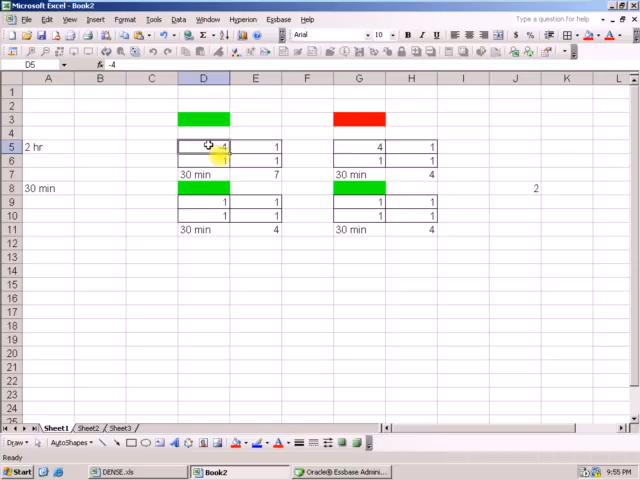 Microsoft Excel - Book2
File Edit View Insert Format Tools Data Window Hyperion Essbase Help
Type a question for help
Arial 10 B I U $ %
D5 -4
A B C D E F G H I J K L
1
2
3
4
5 2 hr 4 1 4 1
6 1 1 1 1
7 30 min 7 30 min 4
8 30 min 2
9 1 1 1 1
10 1 1 1 1
11 30 min 4 30 min 4
12
13
14
15
16
17
18
19
20
21
22
23
24
25
Sheet1 Sheet2 Sheet3
Draw AutoShapes
Ready
Start DENSE.xls Book2 Oracle® Essbase Admini... 9:55 PM